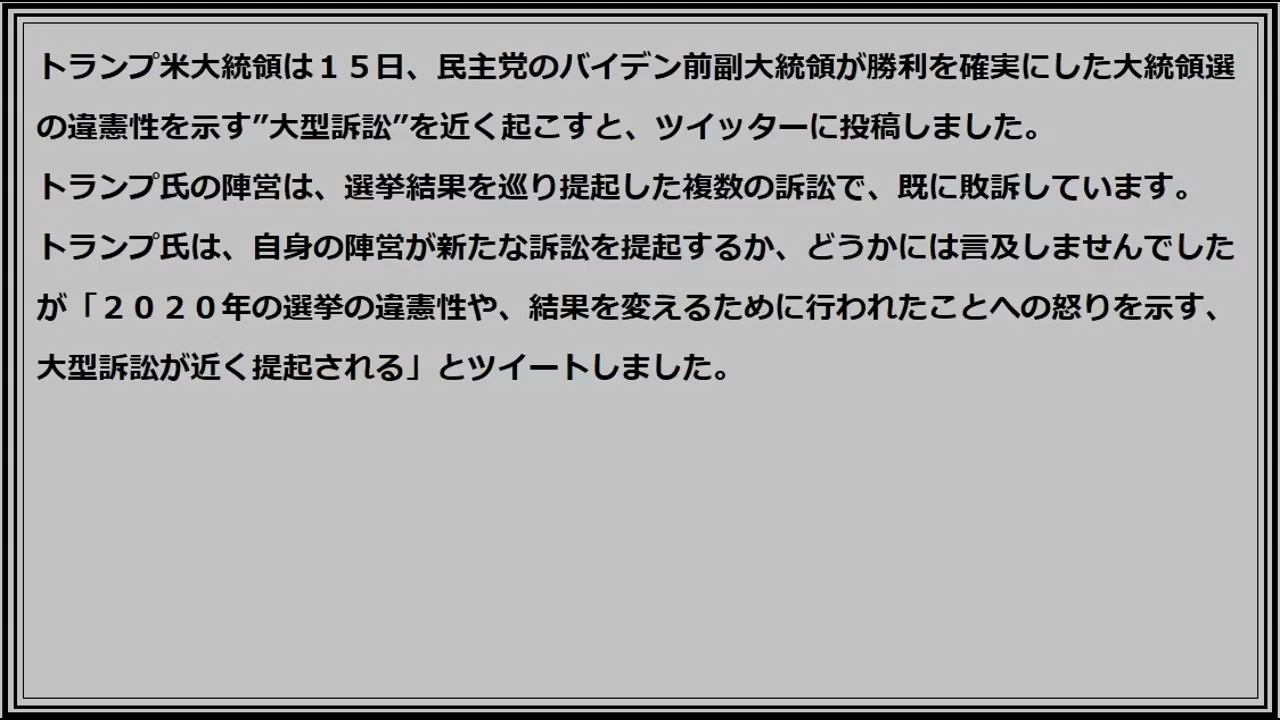 トランプ米大統領は１５日、民主党のバイデン前副大統領が勝利を確実にした大統領選
の違憲性を示す”大型訴訟”を近く起こすと、ツイッターに投稿しました。
トランプ氏の陣営は、選挙結果を巡り提起した複数の訴訟で、既に敗訴しています。
トランプ氏は、自身の陣営が新たな訴訟を提起するか、どうかには言及しませんでした
が「２０２０年の選挙の違憲性や、結果を変えるために行われたことへの怒りを示す、
大型訴訟が近く提起される」とツイートしました。